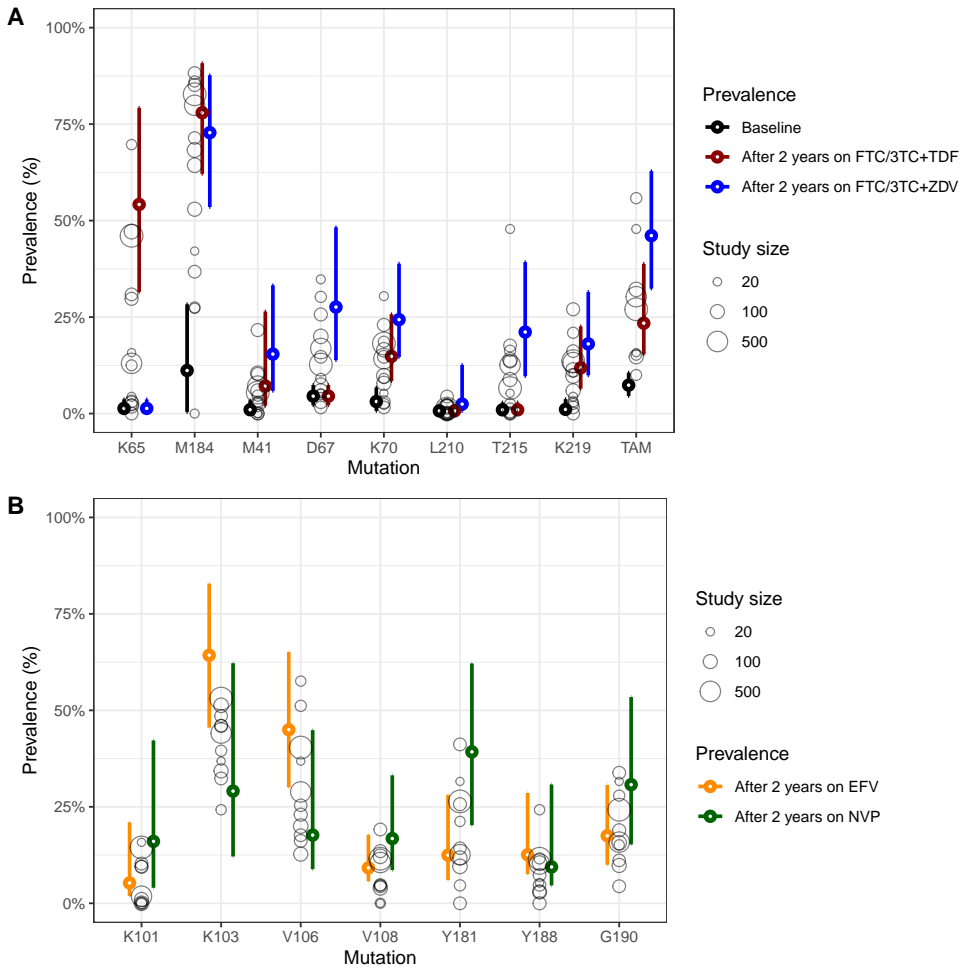 A
100%
75%
50%
25%
0%
Prevalence (%)
K65 M184 M41 D67 K70 L210 T215 K219 TAM
Mutation
Prevalence
Baseline
After 2 years on FTC/3TC+TDF
After 2 years on FTC/3TC+ZDV
Study size
20
100
500
B
100%
75%
50%
25%
0%
Prevalence (%)
K101 K103 V106 V108 Y181 Y188 G190
Mutation
Study size
20
100
500
Prevalence
After 2 years on EFV
After 2 years on NVP